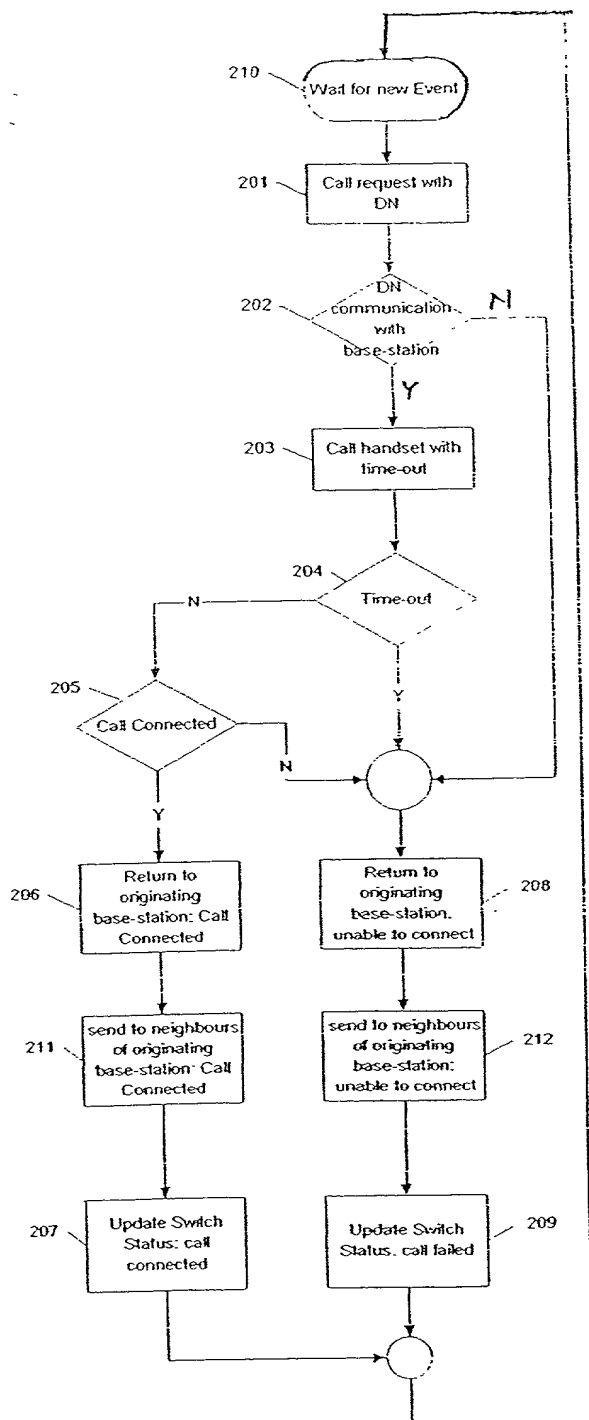 210
Wait for new Event
201
Call request with
DN
202
DN
communication
with
base-station
N
Y
203
Call handset with
time-out
204
Time-out
N
Y
205
Call Connected
N
Y
206
Return to
originating
base-station: Call
Connected
208
Return to
originating
base-station.
unable to connect
211
send to neighbours
of originating
base-station: Call
Connected
212
send to neighbours
of originating
base-station:
unable to connect
207
Update Switch
Status: call
connected
209
Update Switch
Status. call failed